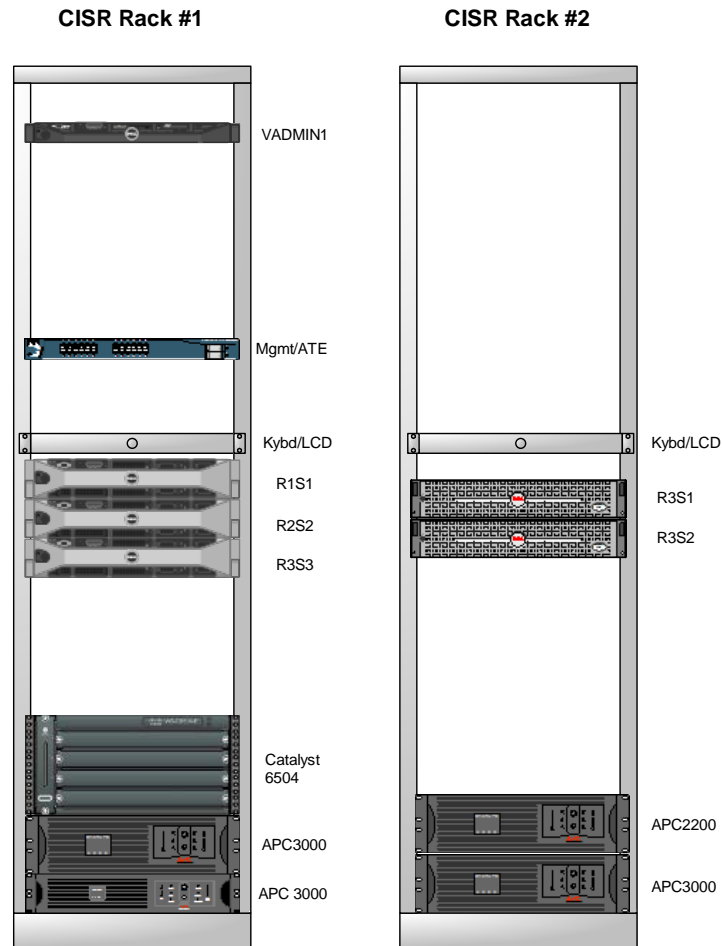 CISR Rack #1
VADMIN1
Mgmt/ATE
Kybd/LCD
R1S1
R2S2
R3S3
Catalyst
6504
APC3000
APC 3000
CISR Rack #2
Kybd/LCD
R3S1
R3S2
APC2200
APC3000